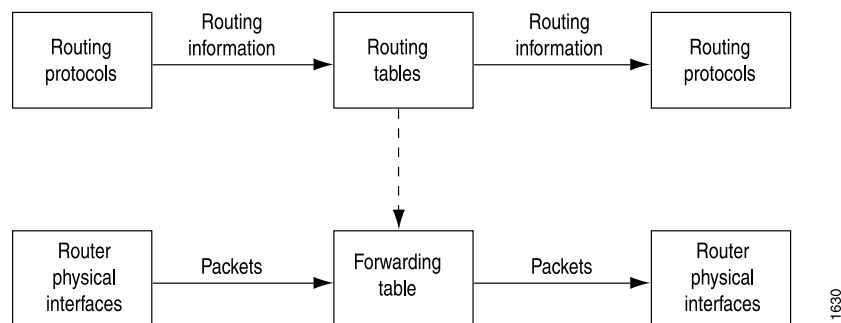 Routing
protocols
Routing
information
Routing
tables
Routing
information
Routing
protocols
Router
physical
interfaces
Packets
Forwarding
table
Packets
Router
physical
interfaces
1630